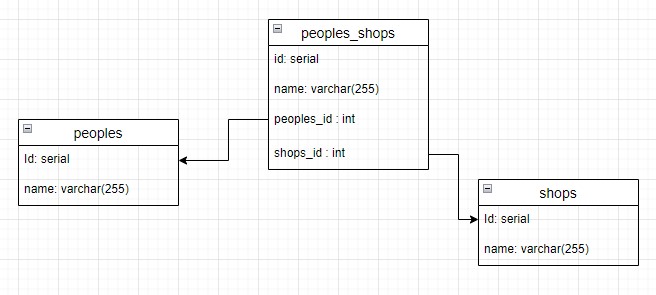 peoples_shops
id: serial
name: varchar(255)
peoples_id : int
shops_id : int
peoples
Id: serial
name: varchar(255)
shops
Id: serial
name: varchar(255)